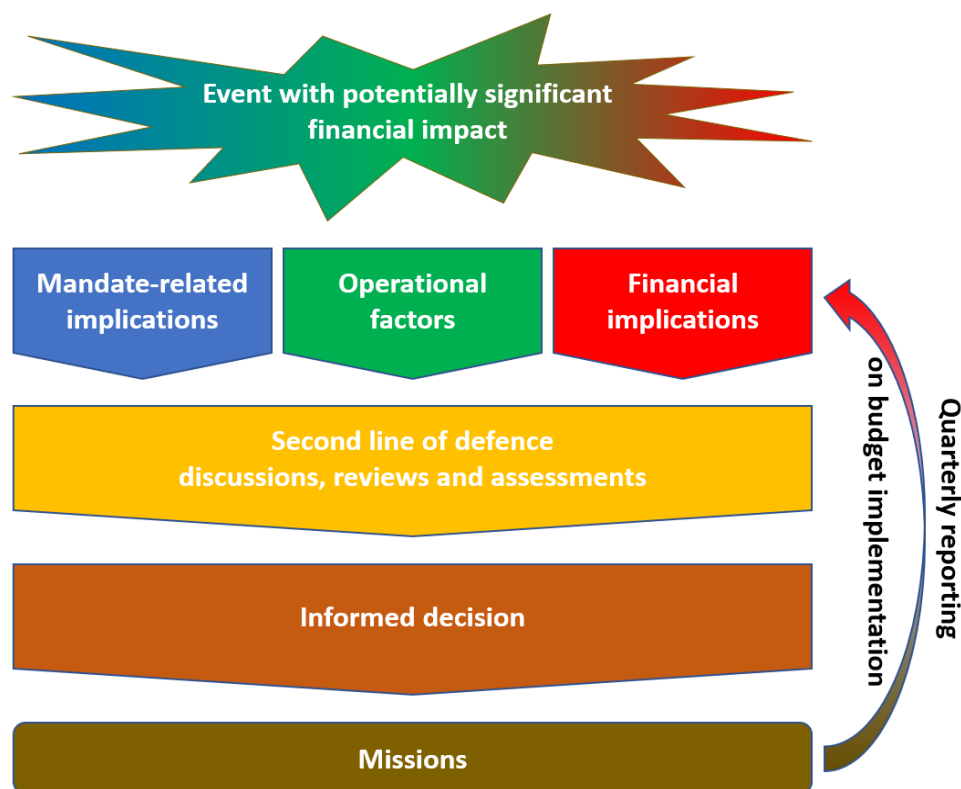 Event with potentially significant
financial impact
Mandate-related
implications
Operational
factors
Financial
implications
Second line of defence
discussions, reviews and assessments
Informed decision
Missions
Quarterly reporting
on budget implementation